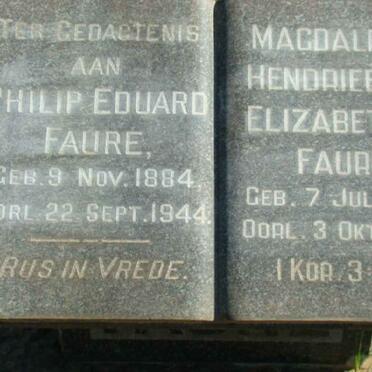 TER GEDACTENIS
AAN
PHILIP EDUARD
FAURE,
GEB. 9 NOV. 1884.
OORL. 22 SEPT. 1944.
RUS IN VREDE.
MAGDAL
HENDRIE
ELIZABET
FAUR
GEB. 7 JUL
OORL. 3 OKT
1 KOR. 3